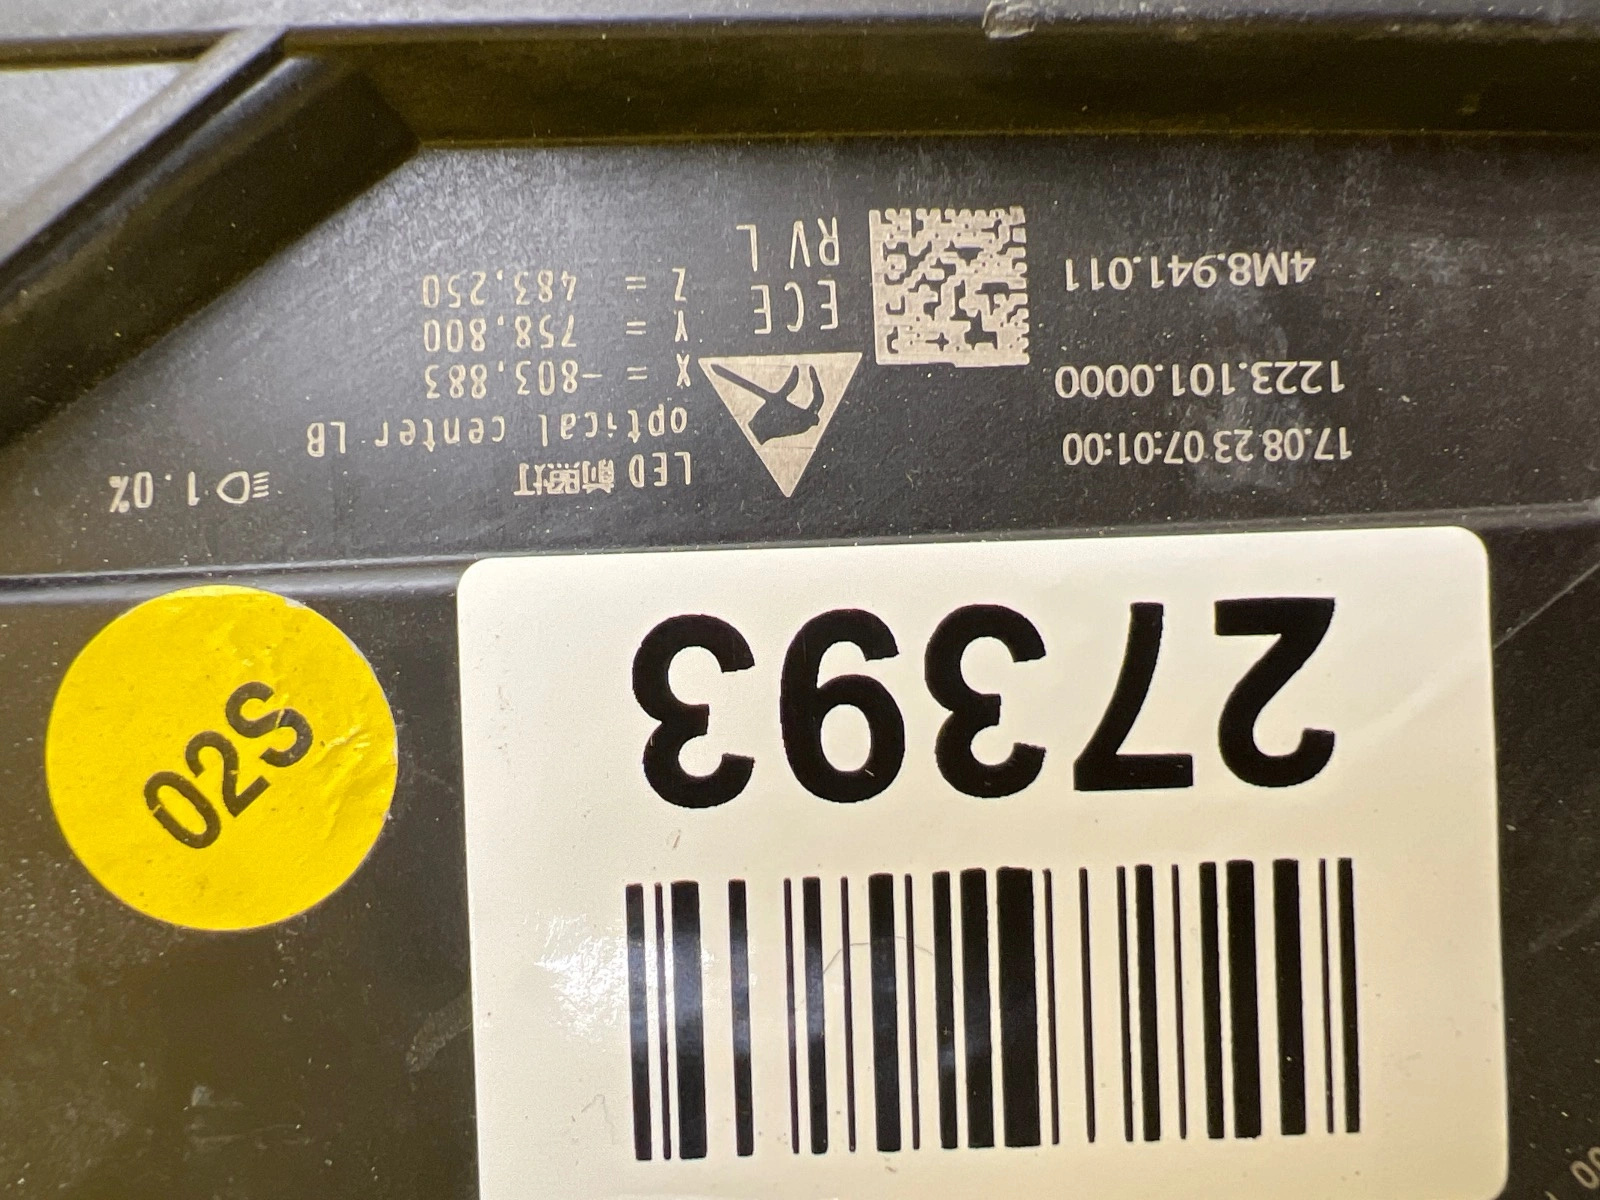 27393
02S
17.08.23 07:01:00
1223.101.0000
4M8.941.011
ECE
RV L
LED 前照灯
optical center LB
X = -803,883
Y = 758,800
Z = 483,250
1.0%